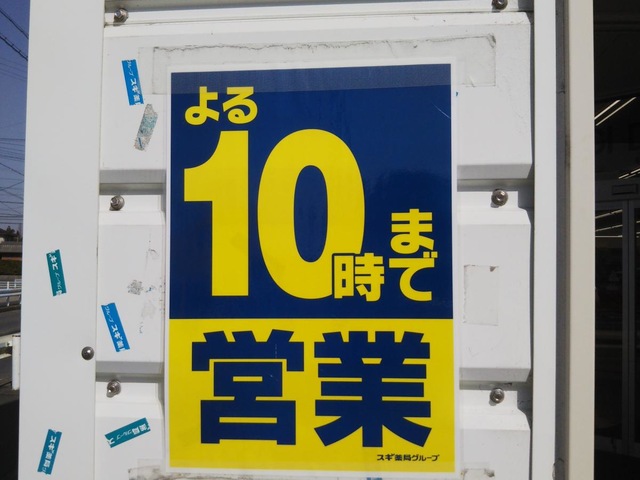 よる
10時まで
営業
スギ薬局グループ